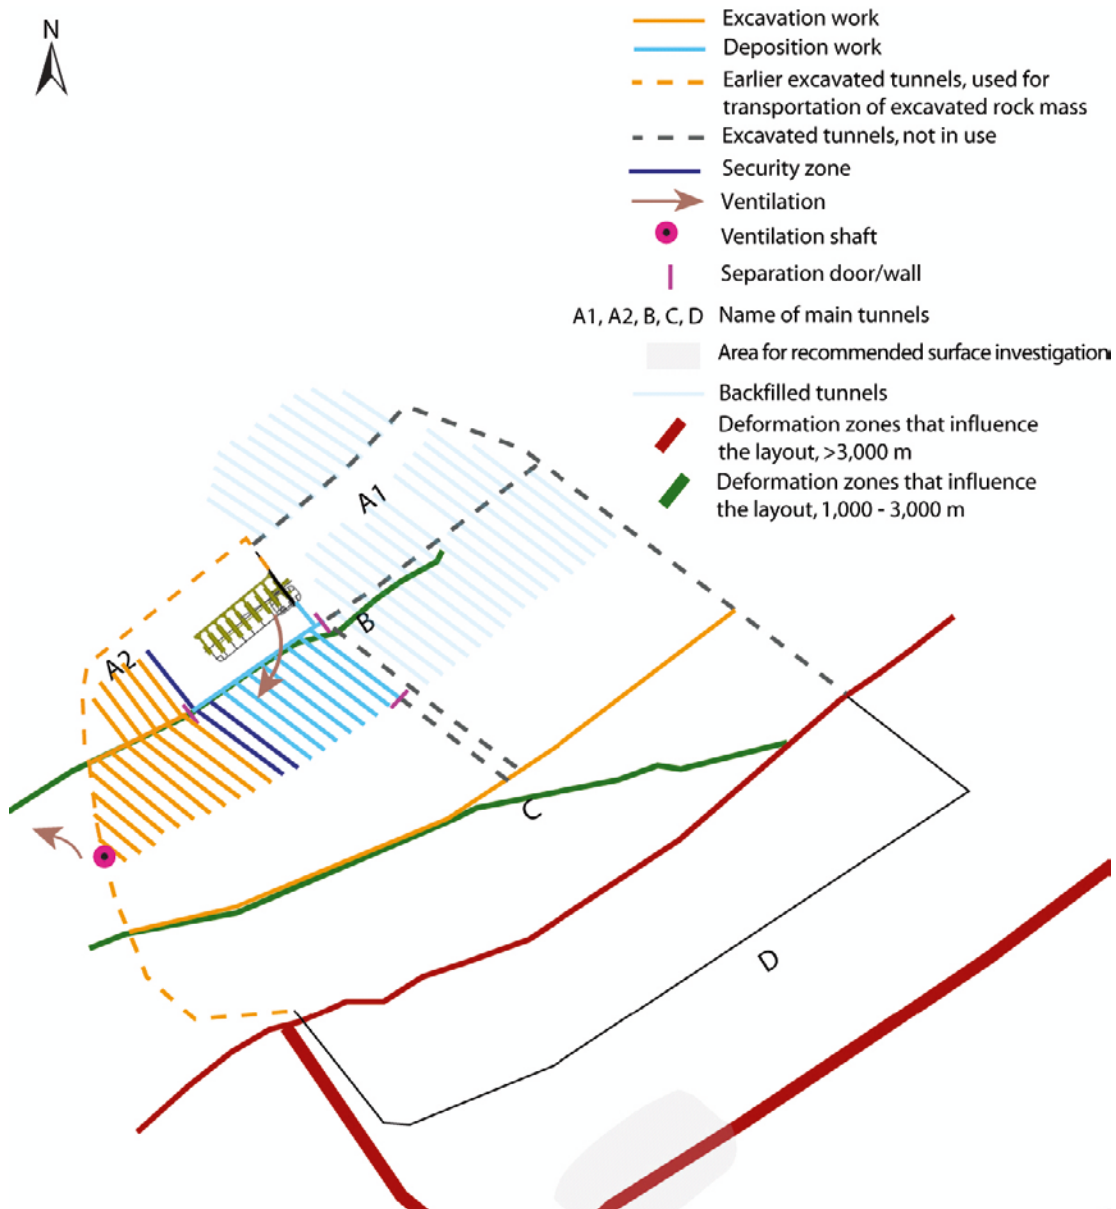 N
Excavation work
Deposition work
Earlier excavated tunnels, used for
transportation of excavated rock mass
Excavated tunnels, not in use
Security zone
Ventilation
Ventilation shaft
Separation door/wall
A1, A2, B, C, D Name of main tunnels
Area for recommended surface investigation
Backfilled tunnels
Deformation zones that influence
the layout, >3,000 m
Deformation zones that influence
the layout, 1,000 - 3,000 m
A1
B
A2
C
D